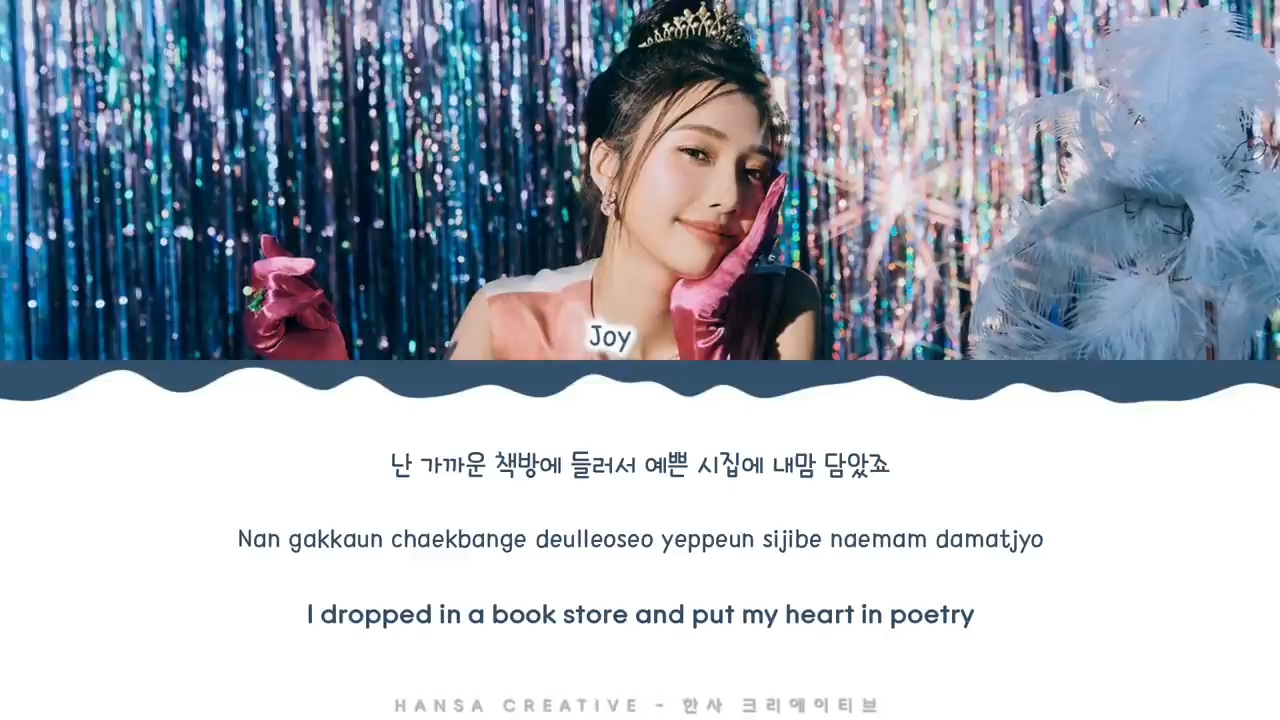 Joy
난 가까운 책방에 들러서 예쁜 시집에 내맘 담았죠
Nan gakkaun chaekbange deulleoseo yeppeun sijibe naemam damatjyo
I dropped in a book store and put my heart in poetry
HANSA CREATIVE - 한사 크리에이티브